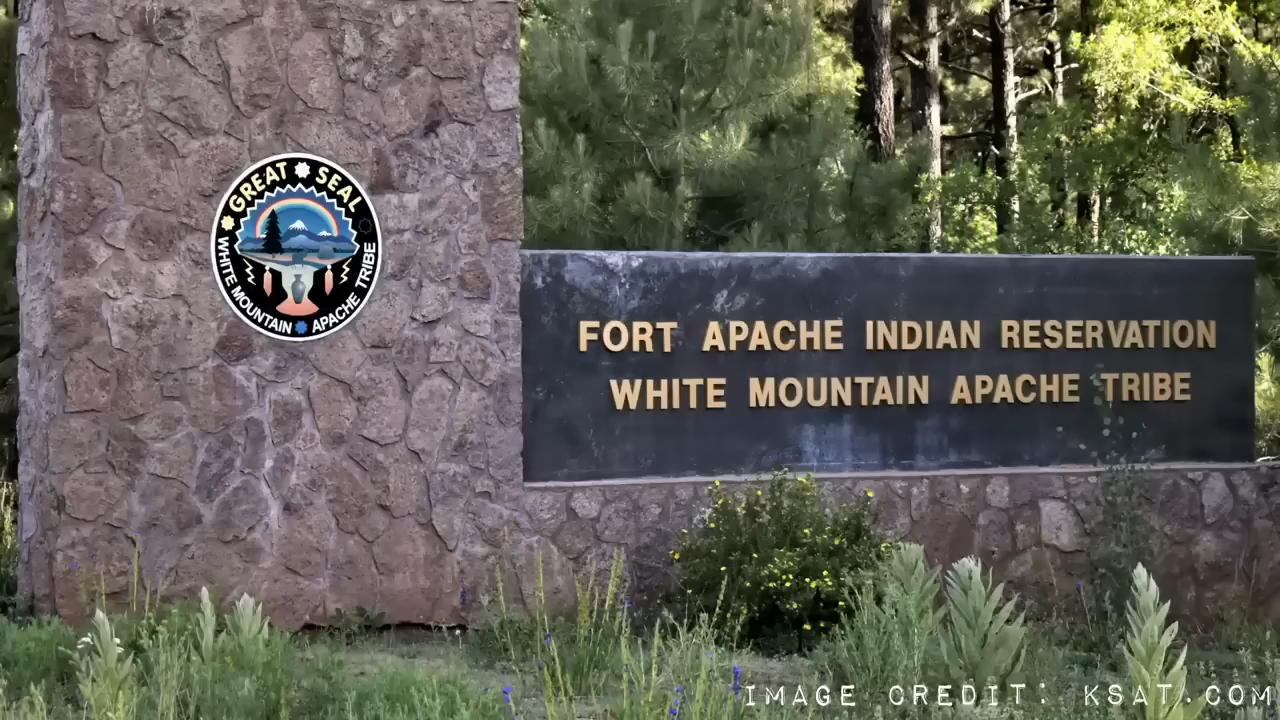 GREAT SEAL
WHITE MOUNTAIN APACHE TRIBE
FORT APACHE INDIAN RESERVATION
WHITE MOUNTAIN APACHE TRIBE
IMAGE CREDIT: KSAT.COM